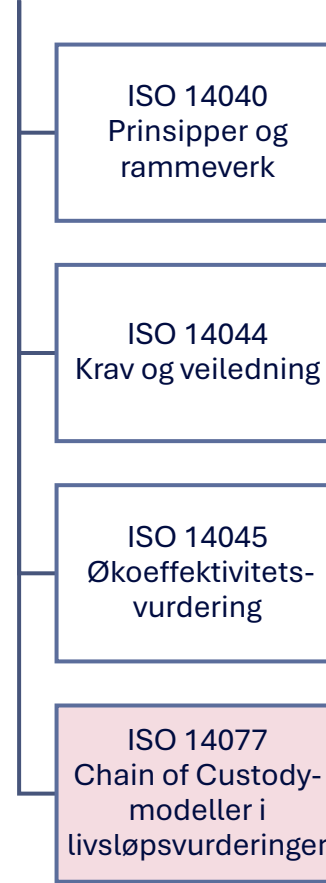 ISO 14040
Prinsipper og
rammeverk
ISO 14044
Krav og veiledning
ISO 14045
Økoeffektivitets-
vurdering
ISO 14077
Chain of Custody-
modeller i
livsløpsvurderinger